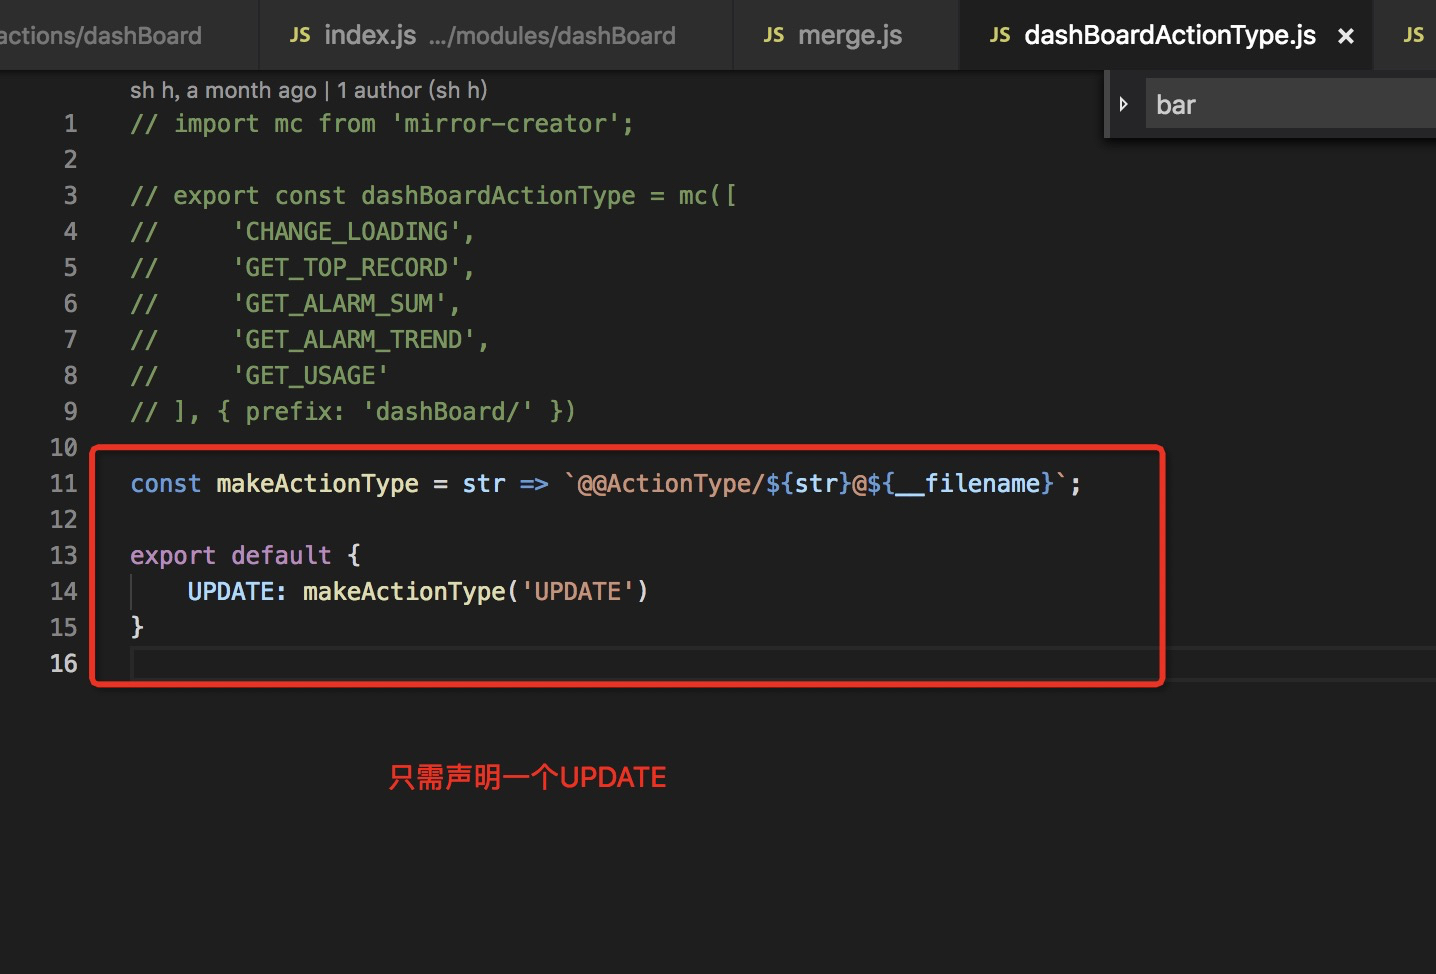 actions/dashBoard
JS index.js .../modules/dashBoard
JS merge.js
JS dashBoardActionType.js ×
JS
bar
sh h, a month ago | 1 author (sh h)
1 // import mc from 'mirror-creator';
2
3 // export const dashBoardActionType = mc([
4 //     'CHANGE_LOADING',
5 //     'GET_TOP_RECORD',
6 //     'GET_ALARM_SUM',
7 //     'GET_ALARM_TREND',
8 //     'GET_USAGE'
9 // ], { prefix: 'dashBoard/' })
10
11 const makeActionType = str => `@@ActionType/${str}@${__filename}`;
12
13 export default {
14     UPDATE: makeActionType('UPDATE')
15 }
16
只需声明一个UPDATE